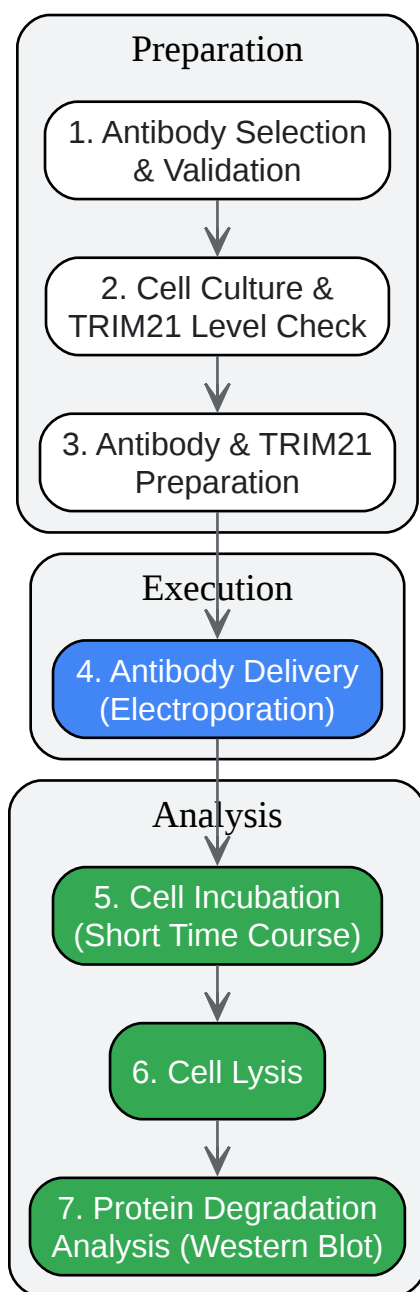 Preparation
1. Antibody Selection
& Validation
2. Cell Culture &
TRIM21 Level Check
3. Antibody & TRIM21
Preparation
Execution
4. Antibody Delivery
(Electroporation)
Analysis
5. Cell Incubation
(Short Time Course)
6. Cell Lysis
7. Protein Degradation
Analysis (Western Blot)